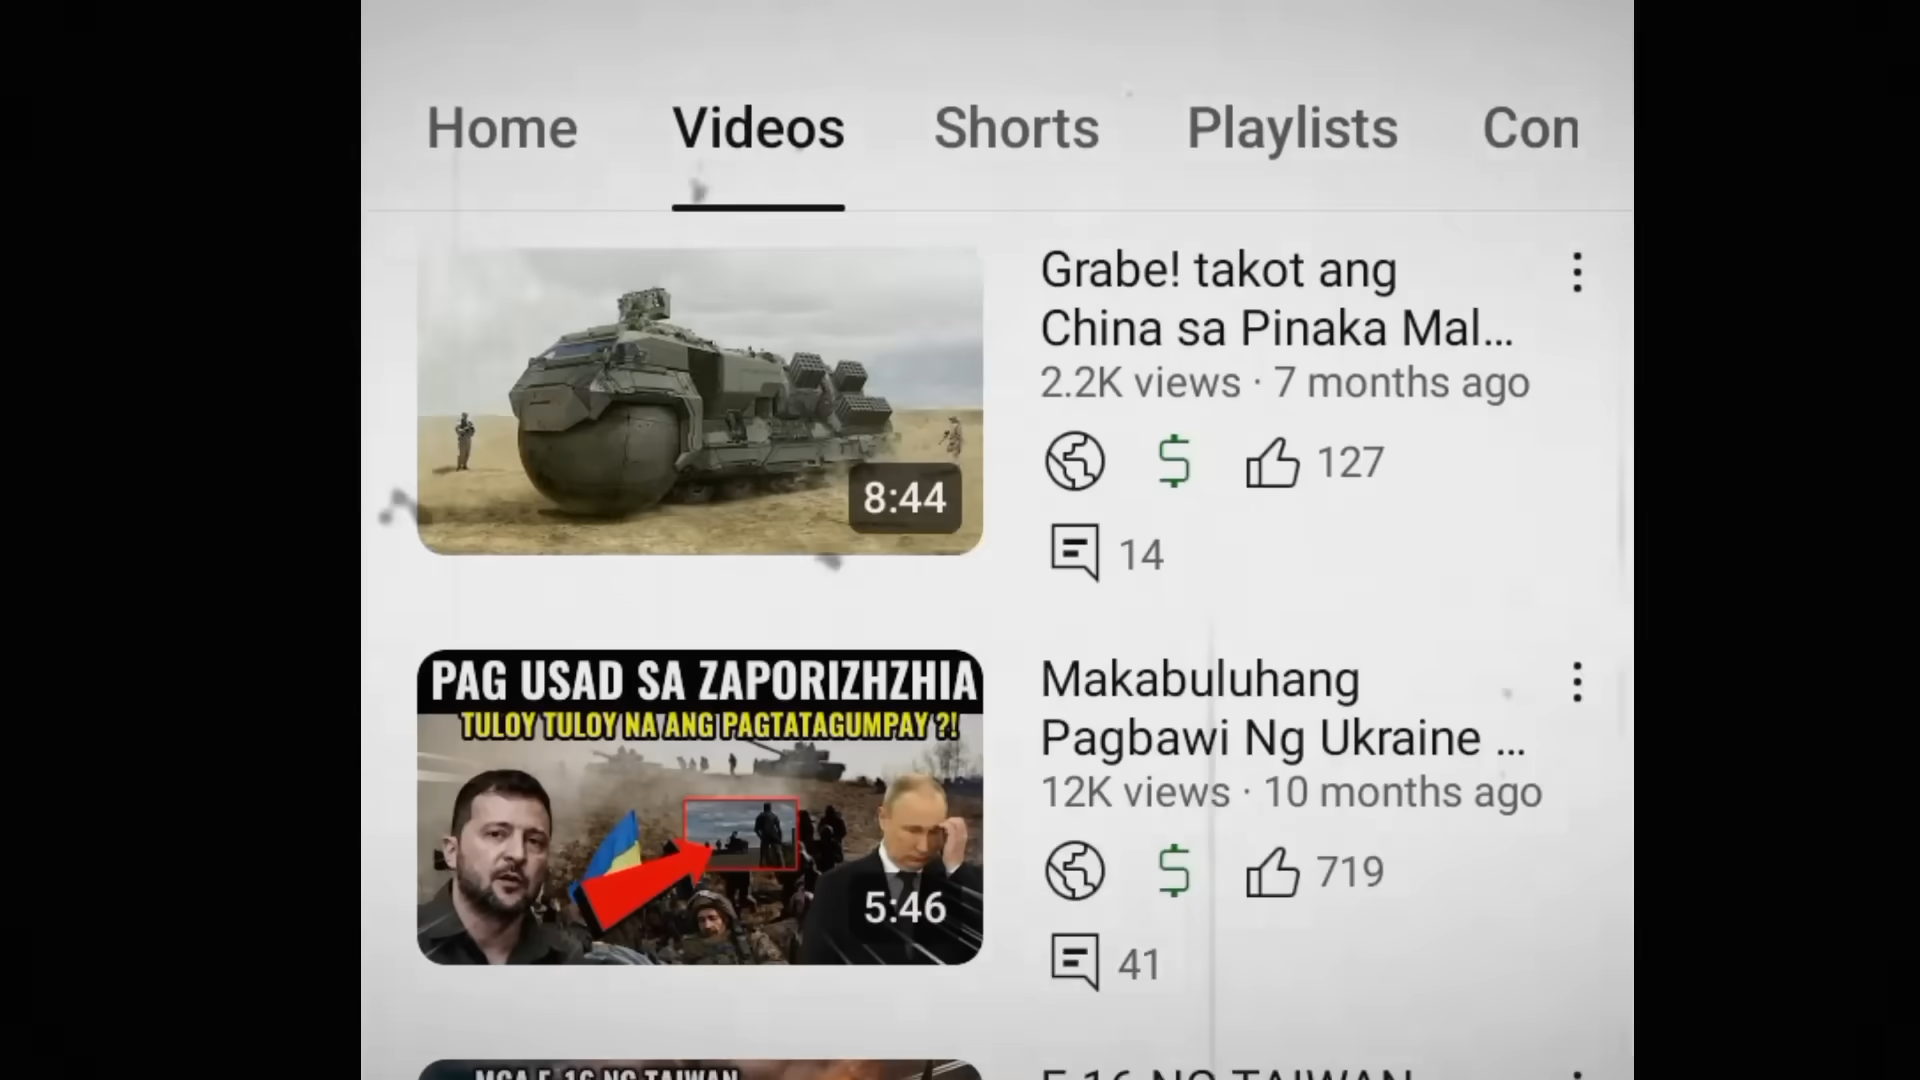 Home Videos Shorts Playlists Con
Grabe! takot ang
China sa Pinaka Mal...
2.2K views · 7 months ago
8:44
127
14
PAG USAD SA ZAPORIZHZHIA
TULOY TULOY NA ANG PAGTATAGUMPAY ?!
5:46
Makabuluhang
Pagbawi Ng Ukraine ...
12K views · 10 months ago
719
41
MGA F-16 NG TAIWAN
F-16 NG TAIWAN